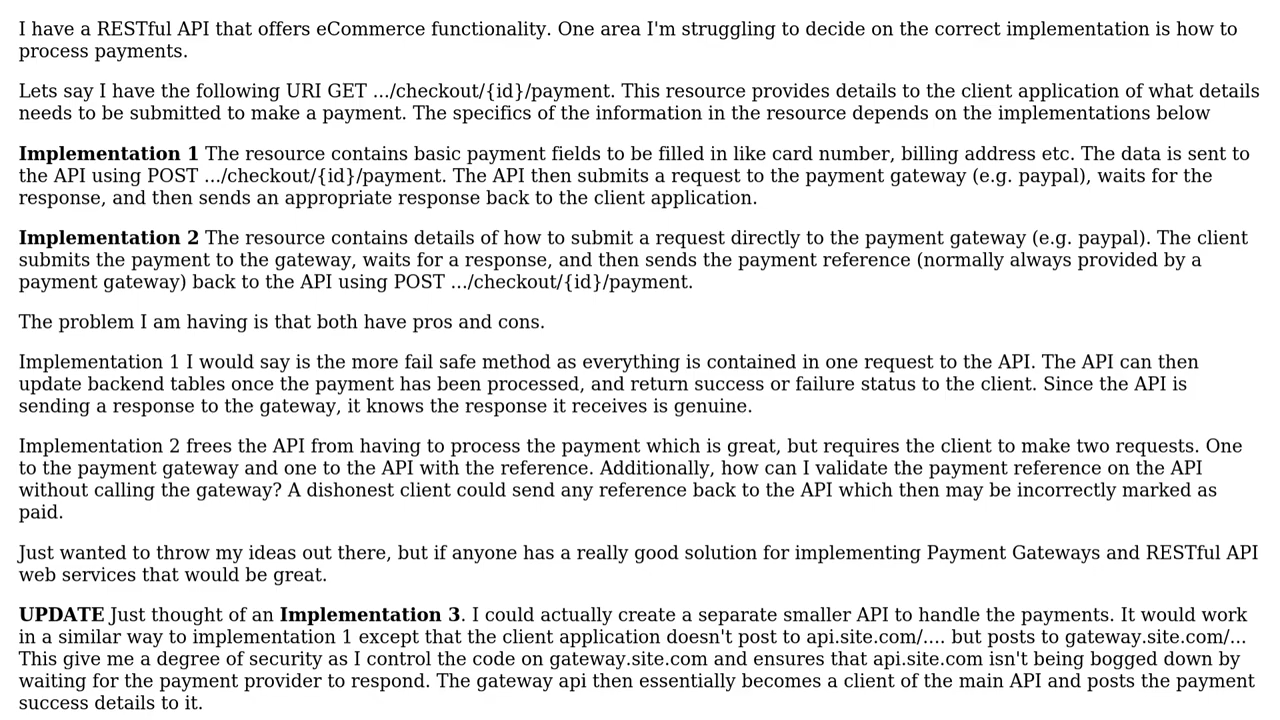 I have a RESTful API that offers eCommerce functionality. One area I'm struggling to decide on the correct implementation is how to
process payments.
Lets say I have the following URI GET .../checkout/{id}/payment. This resource provides details to the client application of what details
needs to be submitted to make a payment. The specifics of the information in the resource depends on the implementations below
Implementation 1 The resource contains basic payment fields to be filled in like card number, billing address etc. The data is sent to
the API using POST .../checkout/{id}/payment. The API then submits a request to the payment gateway (e.g. paypal), waits for the
response, and then sends an appropriate response back to the client application.
Implementation 2 The resource contains details of how to submit a request directly to the payment gateway (e.g. paypal). The client
submits the payment to the gateway, waits for a response, and then sends the payment reference (normally always provided by a
payment gateway) back to the API using POST .../checkout/{id}/payment.
The problem I am having is that both have pros and cons.
Implementation 1 I would say is the more fail safe method as everything is contained in one request to the API. The API can then
update backend tables once the payment has been processed, and return success or failure status to the client. Since the API is
sending a response to the gateway, it knows the response it receives is genuine.
Implementation 2 frees the API from having to process the payment which is great, but requires the client to make two requests. One
to the payment gateway and one to the API with the reference. Additionally, how can I validate the payment reference on the API
without calling the gateway? A dishonest client could send any reference back to the API which then may be incorrectly marked as
paid.
Just wanted to throw my ideas out there, but if anyone has a really good solution for implementing Payment Gateways and RESTful API
web services that would be great.
UPDATE Just thought of an Implementation 3. I could actually create a separate smaller API to handle the payments. It would work
in a similar way to implementation 1 except that the client application doesn't post to api.site.com/.... but posts to gateway.site.com/...
This give me a degree of security as I control the code on gateway.site.com and ensures that api.site.com isn't being bogged down by
waiting for the payment provider to respond. The gateway api then essentially becomes a client of the main API and posts the payment
success details to it.